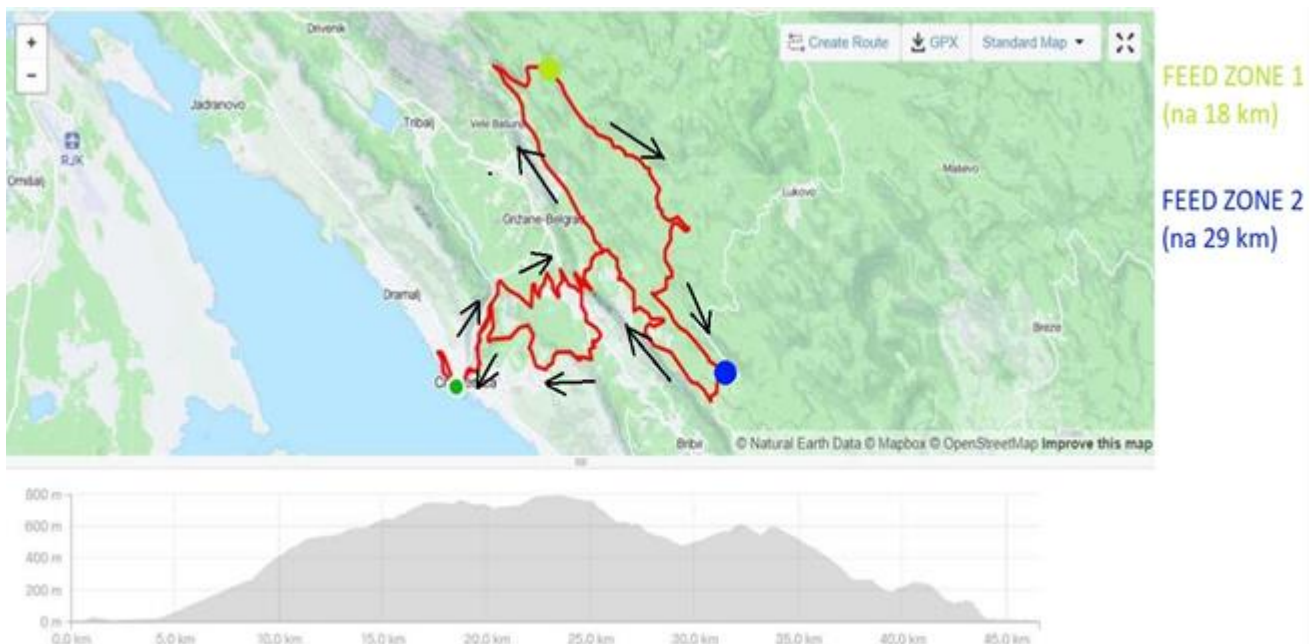 +
−
Drivenik
Create Route
GPX
Standard Map
FEED ZONE 1
(na 18 km)
Jadranovo
Tribalj
RJK
Omišalj
Lukovo
Grižane-Belgrad
FEED ZONE 2
(na 29 km)
Dramalj
Breze
Bribir
© Natural Earth Data © Mapbox © OpenStreetMap Improve this map
800 m
600 m
400 m
200 m
0 m
0.0 km
5.0 km
10.0 km
15.0 km
20.0 km
25.0 km
30.0 km
35.0 km
40.0 km
45.0 km